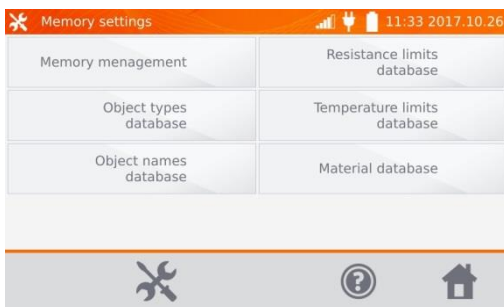 Memory settings
11:33 2017.10.26
Memory menagement
Resistance limits
database
Object types
database
Temperature limits
database
Object names
database
Material database
?